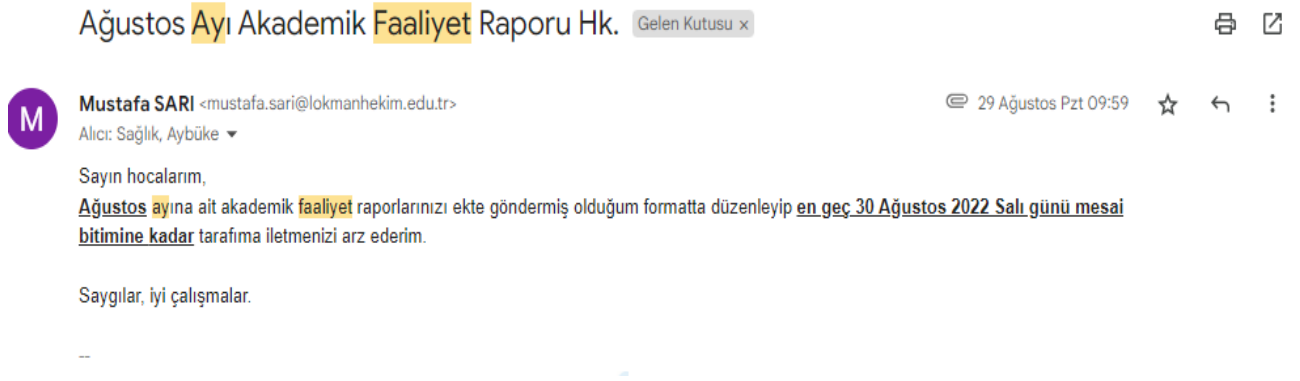 Ağustos Ayı Akademik Faaliyet Raporu Hk. Gelen Kutusu x
M
Mustafa SARI <mustafa.sari@lokmanhekim.edu.tr> 29 Ağustos Pzt 09:59
Alıcı: Sağlık, Aybüke
Sayın hocalarım,
Ağustos ayına ait akademik faaliyet raporlarınızı ekte göndermiş olduğum formatta düzenleyip en geç 30 Ağustos 2022 Salı günü mesai
bitimine kadar tarafıma iletmenizi arz ederim.
Saygılar, iyi çalışmalar.
--